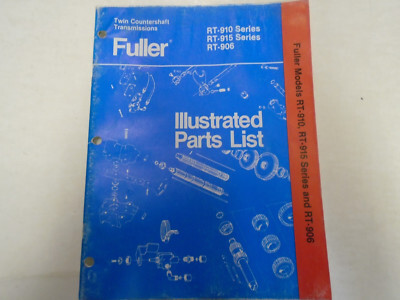 Twin Countershaft
Transmissions
Fuller®
RT-910 Series
RT-915 Series
RT-906
Illustrated
Parts List
Fuller Models RT-910, RT-915 Series and RT-906